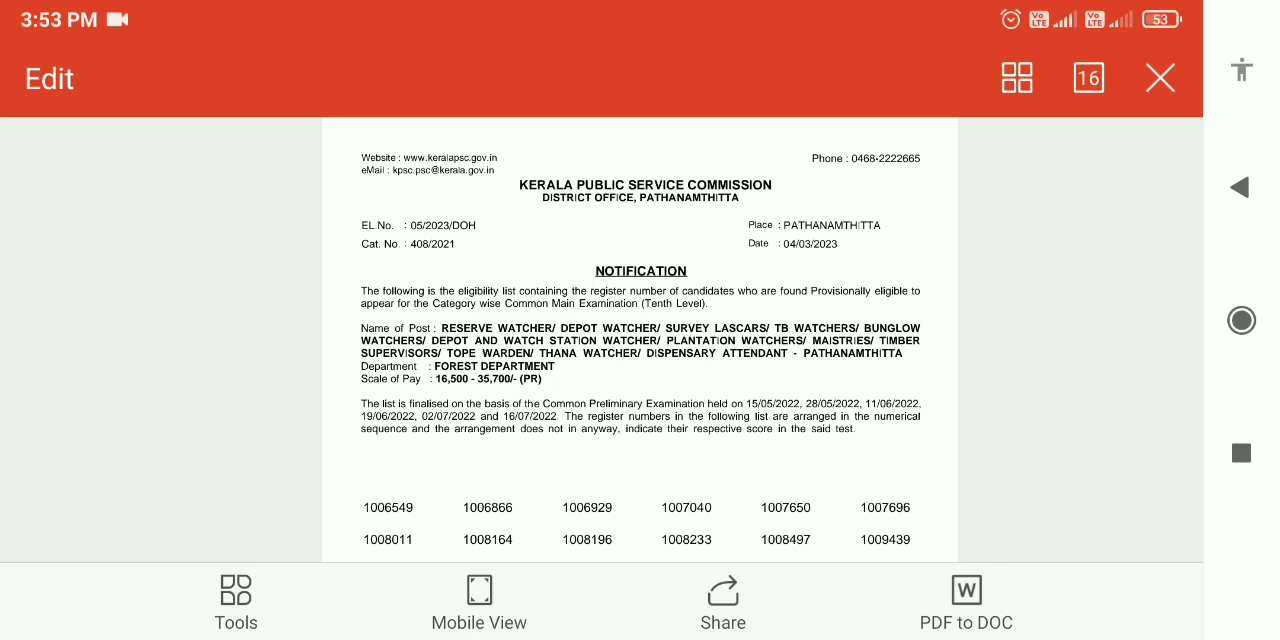 3:53 PM
Vo LTE Vo LTE 53
Edit
16
Website : www.keralapsc.gov.in Phone : 0468-2222665
eMail : kpsc.psc@kerala.gov.in
KERALA PUBLIC SERVICE COMMISSION
DISTRICT OFFICE, PATHANAMTHITTA
EL No. : 05/2023/DOH Place : PATHANAMTHITTA
Cat. No. : 408/2021 Date : 04/03/2023
NOTIFICATION
The following is the eligibility list containing the register number of candidates who are found Provisionally eligible to
appear for the Category wise Common Main Examination (Tenth Level).
Name of Post : RESERVE WATCHER/ DEPOT WATCHER/ SURVEY LASCARS/ TB WATCHERS/ BUNGLOW
WATCHERS/ DEPOT AND WATCH STATION WATCHER/ PLANTATION WATCHERS/ MAISTRIES/ TIMBER
SUPERVISORS/ TOPE WARDEN/ THANA WATCHER/ DISPENSARY ATTENDANT - PATHANAMTHITTA
Department : FOREST DEPARTMENT
Scale of Pay : 16,500 - 35,700/- (PR)
The list is finalised on the basis of the Common Preliminary Examination held on 15/05/2022, 28/05/2022, 11/06/2022,
19/06/2022, 02/07/2022 and 16/07/2022. The register numbers in the following list are arranged in the numerical
sequence and the arrangement does not in anyway, indicate their respective score in the said test.
1006549 1006866 1006929 1007040 1007650 1007696
1008011 1008164 1008196 1008233 1008497 1009439
Tools Mobile View Share PDF to DOC